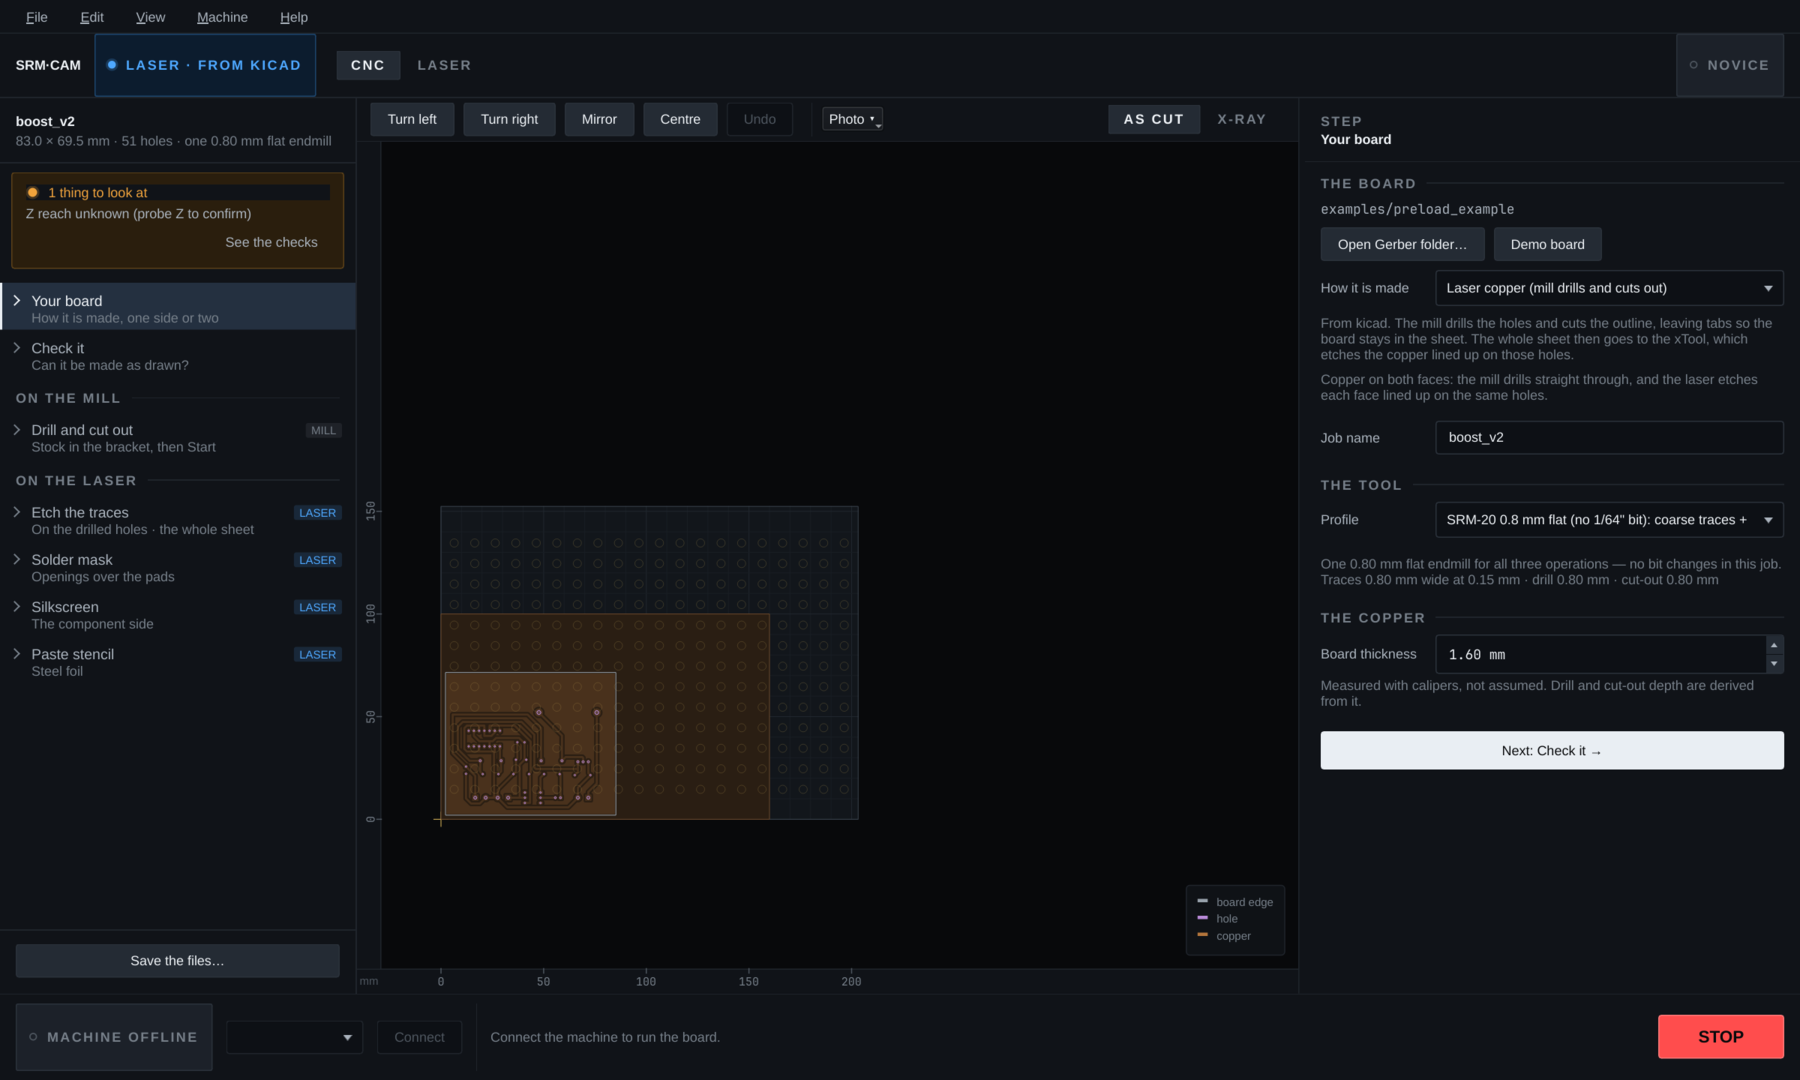 File Edit View Machine Help
SRM·CAM
LASER · FROM KICAD
CNC
LASER
NOVICE
boost_v2
83.0 × 69.5 mm · 51 holes · one 0.80 mm flat endmill
1 thing to look at
Z reach unknown (probe Z to confirm)
See the checks
Your board
How it is made, one side or two
Check it
Can it be made as drawn?
ON THE MILL
Drill and cut out
MILL
Stock in the bracket, then Start
ON THE LASER
Etch the traces
LASER
On the drilled holes · the whole sheet
Solder mask
LASER
Openings over the pads
Silkscreen
LASER
The component side
Paste stencil
LASER
Steel foil
Save the files…
Turn left
Turn right
Mirror
Centre
Undo
Photo
AS CUT
X-RAY
150
100
50
0
board edge
hole
copper
mm
0
50
100
150
200
STEP
Your board
THE BOARD
examples/preload_example
Open Gerber folder…
Demo board
How it is made
Laser copper (mill drills and cuts out)
From kicad. The mill drills the holes and cuts the outline, leaving tabs so the
board stays in the sheet. The whole sheet then goes to the xTool, which
etches the copper lined up on those holes.
Copper on both faces: the mill drills straight through, and the laser etches
each face lined up on the same holes.
Job name
boost_v2
THE TOOL
Profile
SRM-20 0.8 mm flat (no 1/64" bit): coarse traces +
One 0.80 mm flat endmill for all three operations — no bit changes in this job.
Traces 0.80 mm wide at 0.15 mm · drill 0.80 mm · cut-out 0.80 mm
THE COPPER
Board thickness
1.60 mm
Measured with calipers, not assumed. Drill and cut-out depth are derived
from it.
Next: Check it →
MACHINE OFFLINE
Connect
Connect the machine to run the board.
STOP